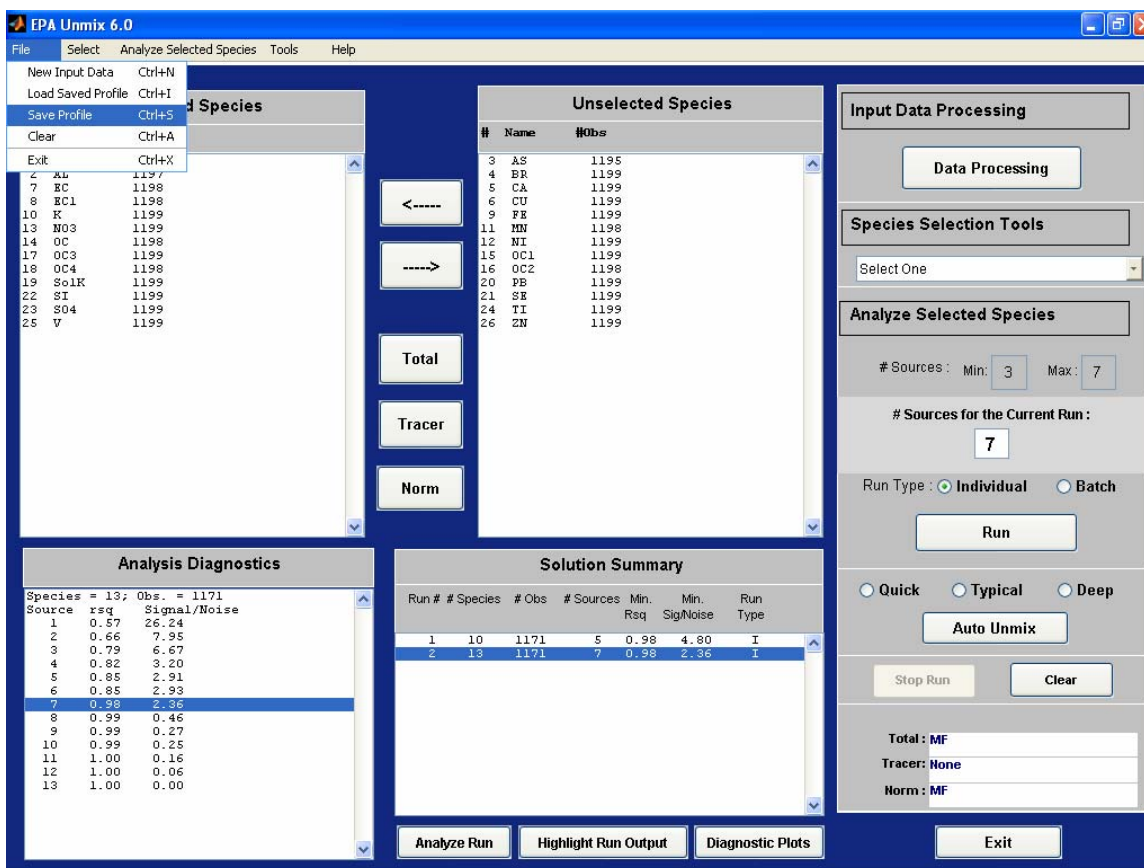 EPA Unmix 6.0
File Select Analyze Selected Species Tools Help
New Input Data Ctrl+N
Load Saved Profile Ctrl+I
Save Profile Ctrl+S
Clear Ctrl+A
Exit Ctrl+X
d Species
2 AL 1197
7 EC 1198
8 EC1 1198
10 K 1199
13 NO3 1199
14 OC 1198
17 OC3 1199
18 OC4 1198
19 SolK 1199
22 SI 1199
23 SO4 1199
25 V 1199
<-----
----->
Total
Tracer
Norm
Unselected Species
# Name #Obs
3 AS 1195
4 BR 1199
5 CA 1199
6 CU 1199
9 FE 1199
11 MN 1198
12 NI 1199
15 OC1 1199
16 OC2 1198
20 PB 1199
21 SE 1199
24 TI 1199
26 ZN 1199
Input Data Processing
Data Processing
Species Selection Tools
Select One
Analyze Selected Species
# Sources : Min: 3 Max : 7
# Sources for the Current Run :
7
Run Type : Individual Batch
Run
Quick Typical Deep
Auto Unmix
Stop Run Clear
Total : MF
Tracer: None
Norm : MF
Analysis Diagnostics
Species = 13; Obs. = 1171
Source rsq Signal/Noise
1 0.57 26.24
2 0.66 7.95
3 0.79 6.67
4 0.82 3.20
5 0.85 2.91
6 0.85 2.93
7 0.98 2.36
8 0.99 0.46
9 0.99 0.27
10 0.99 0.25
11 1.00 0.16
12 1.00 0.06
13 1.00 0.00
Solution Summary
Run # # Species # Obs # Sources Min. Rsq Min. Sig/Noise Run Type
1 10 1171 5 0.98 4.80 I
2 13 1171 7 0.98 2.36 I
Analyze Run Highlight Run Output Diagnostic Plots Exit